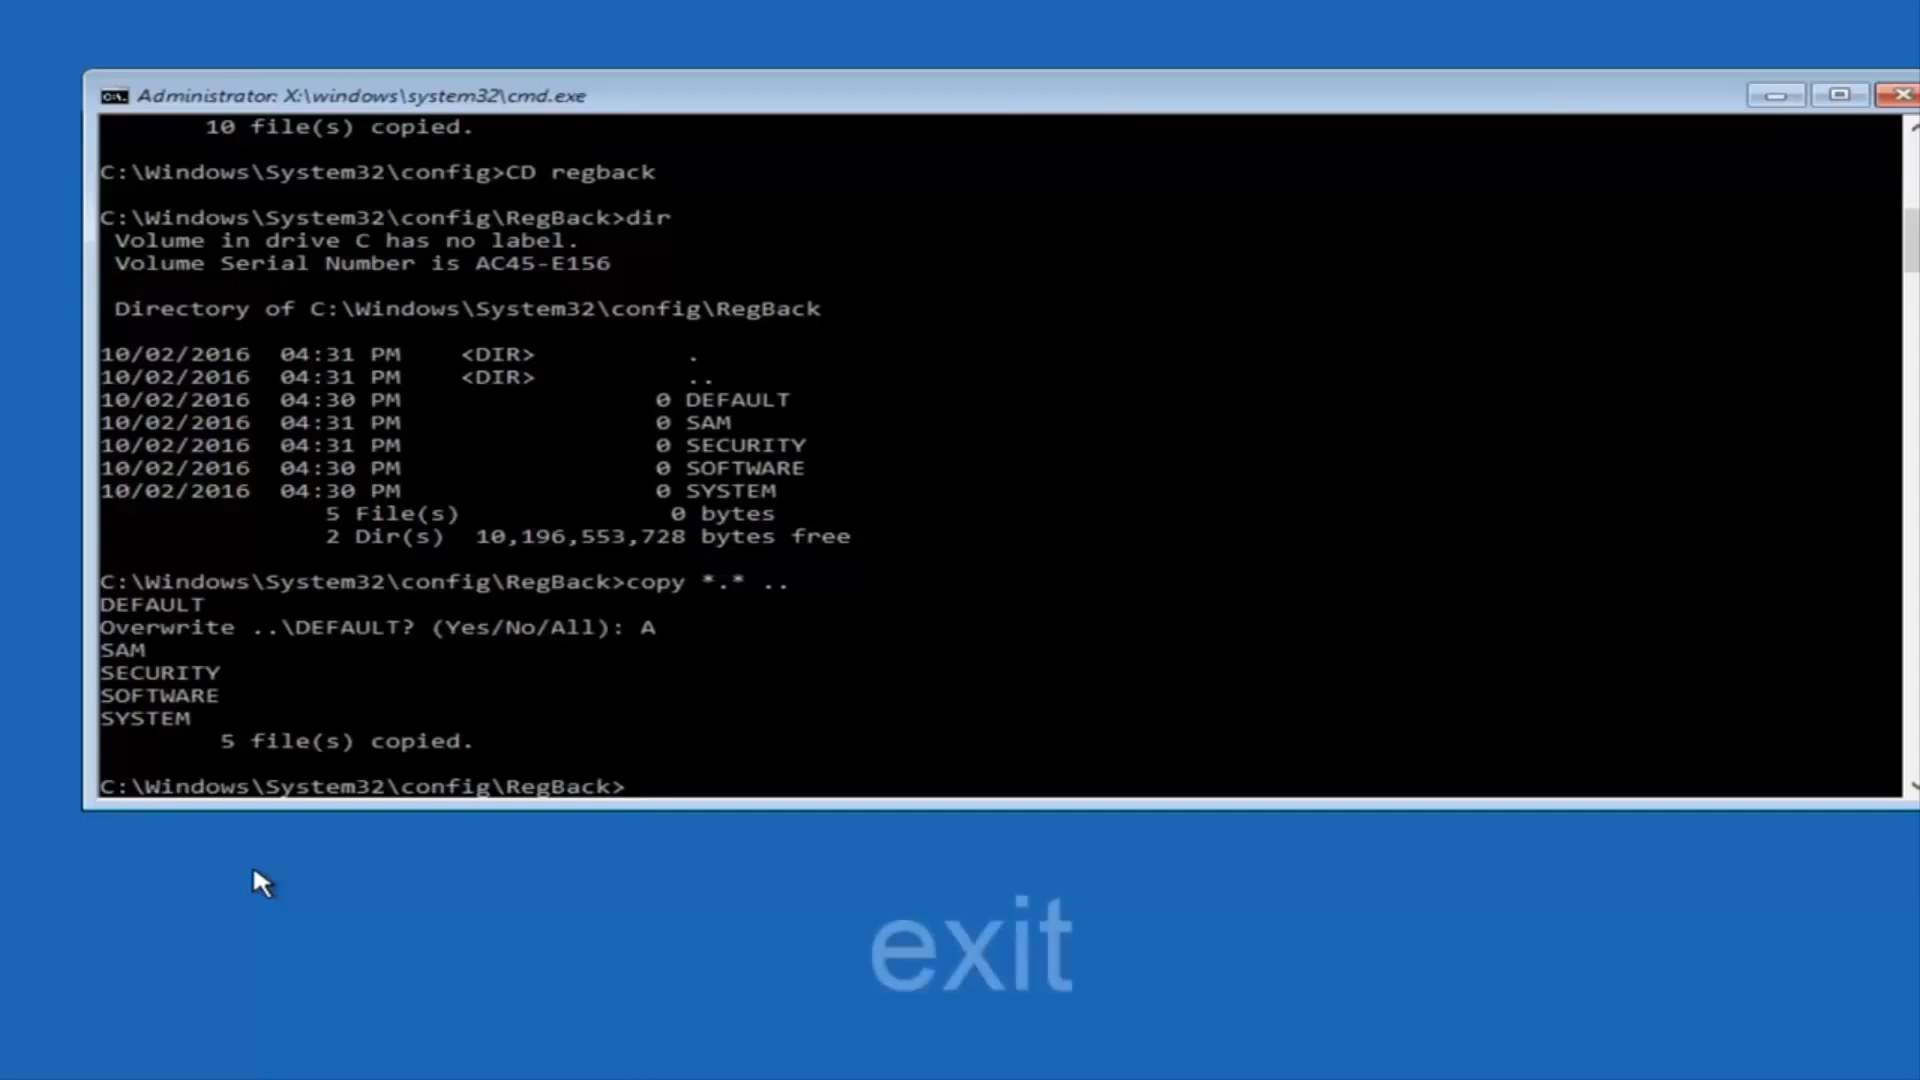 Administrator: X:\windows\system32\cmd.exe
10 file(s) copied.
C:\Windows\System32\config>CD regback
C:\Windows\System32\config\RegBack>dir
Volume in drive C has no label.
Volume Serial Number is AC45-E156
Directory of C:\Windows\System32\config\RegBack
10/02/2016 04:31 PM <DIR> .
10/02/2016 04:31 PM <DIR> ..
10/02/2016 04:30 PM 0 DEFAULT
10/02/2016 04:31 PM 0 SAM
10/02/2016 04:31 PM 0 SECURITY
10/02/2016 04:30 PM 0 SOFTWARE
10/02/2016 04:30 PM 0 SYSTEM
5 File(s) 0 bytes
2 Dir(s) 10,196,553,728 bytes free
C:\Windows\System32\config\RegBack>copy *.* ..
DEFAULT
Overwrite ..\DEFAULT? (Yes/No/All): A
SAM
SECURITY
SOFTWARE
SYSTEM
5 file(s) copied.
C:\Windows\System32\config\RegBack>
exit